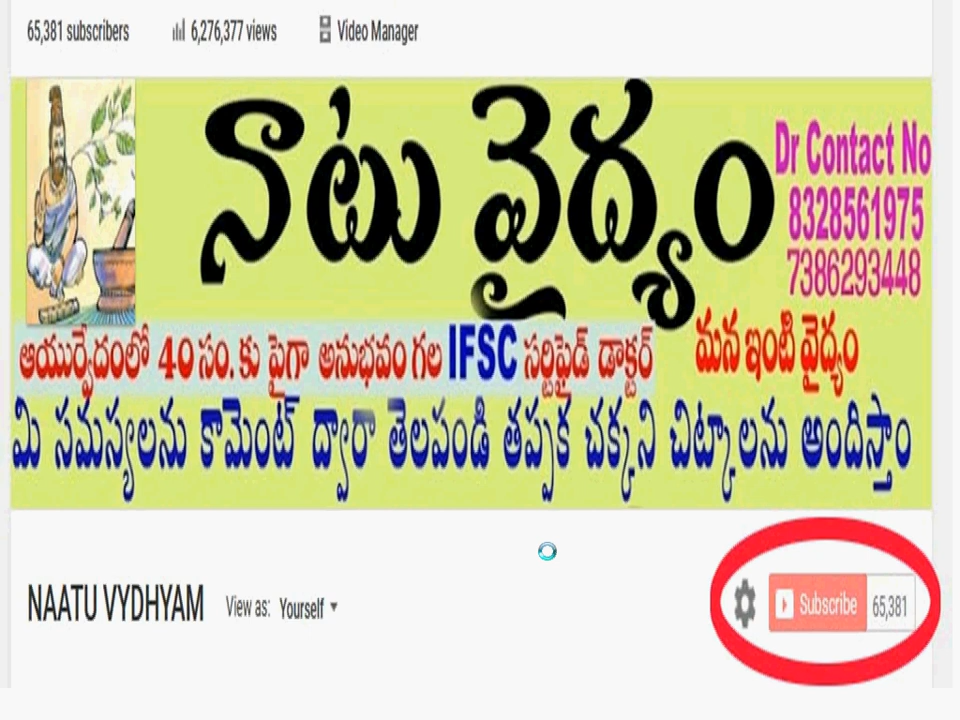 65,381 subscribers 6,276,377 views Video Manager
నాటు వైద్యం
Dr Contact No
8328561975
7386293448
ఆయుర్వేదంలో 40 సం. కు పైగా అనుభవం గల IFSC సర్టిఫైడ్ డాక్టర్ మన ఇంటి వైద్యం
మి సమస్యలను కామెంట్ ద్వారా తెలపండి తప్పక చక్కని చిట్కాలను అందిస్తాం
NAATU VYDHYAM View as: Yourself Subscribe 65,381